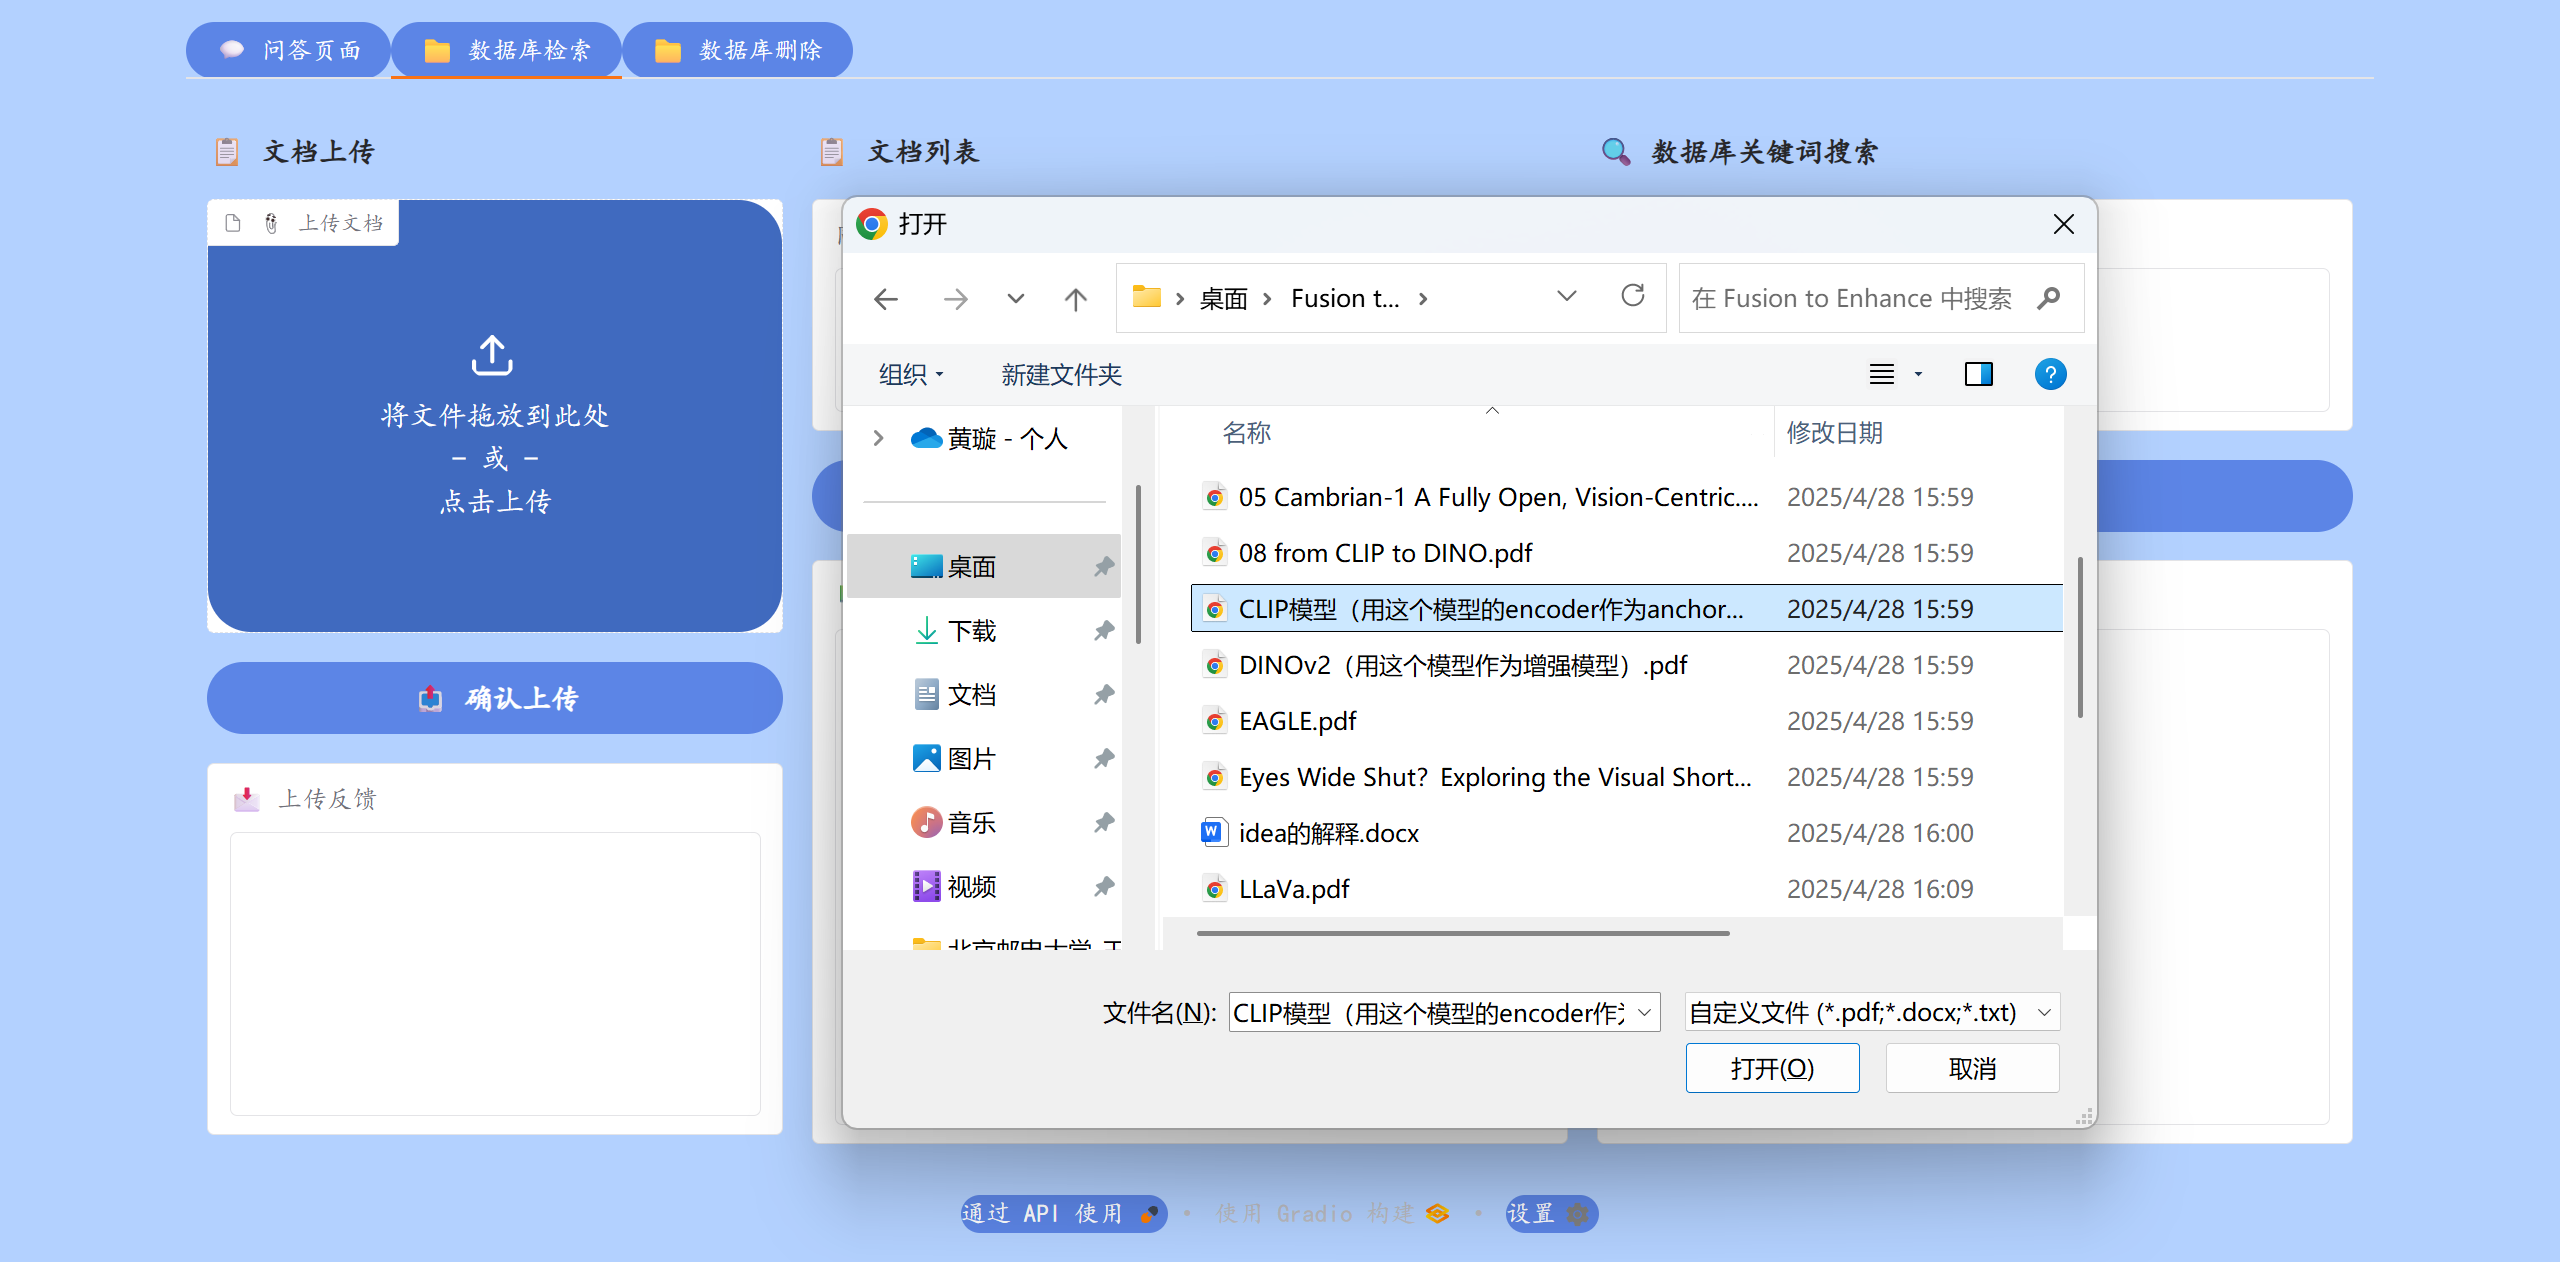 问答页面
数据库检索
数据库删除
文档上传
文档列表
数据库关键词搜索
上传文档
将文件拖放到此处
- 或 -
点击上传
确认上传
上传反馈
打开
桌面
Fusion t...
在 Fusion to Enhance 中搜索
组织
新建文件夹
黄璇 - 个人
桌面
下载
文档
图片
音乐
视频
名称
修改日期
05 Cambrian-1 A Fully Open, Vision-Centric.... 2025/4/28 15:59
08 from CLIP to DINO.pdf 2025/4/28 15:59
CLIP模型（用这个模型的encoder作为anchor... 2025/4/28 15:59
DINOv2（用这个模型作为增强模型）.pdf 2025/4/28 15:59
EAGLE.pdf 2025/4/28 15:59
Eyes Wide Shut？Exploring the Visual Short... 2025/4/28 15:59
idea的解释.docx 2025/4/28 16:00
LLaVa.pdf 2025/4/28 16:09
文件名(N):
CLIP模型（用这个模型的encoder作
自定义文件 (*.pdf;*.docx;*.txt)
打开(O)
取消
通过 API 使用
·
使用 Gradio 构建
·
设置